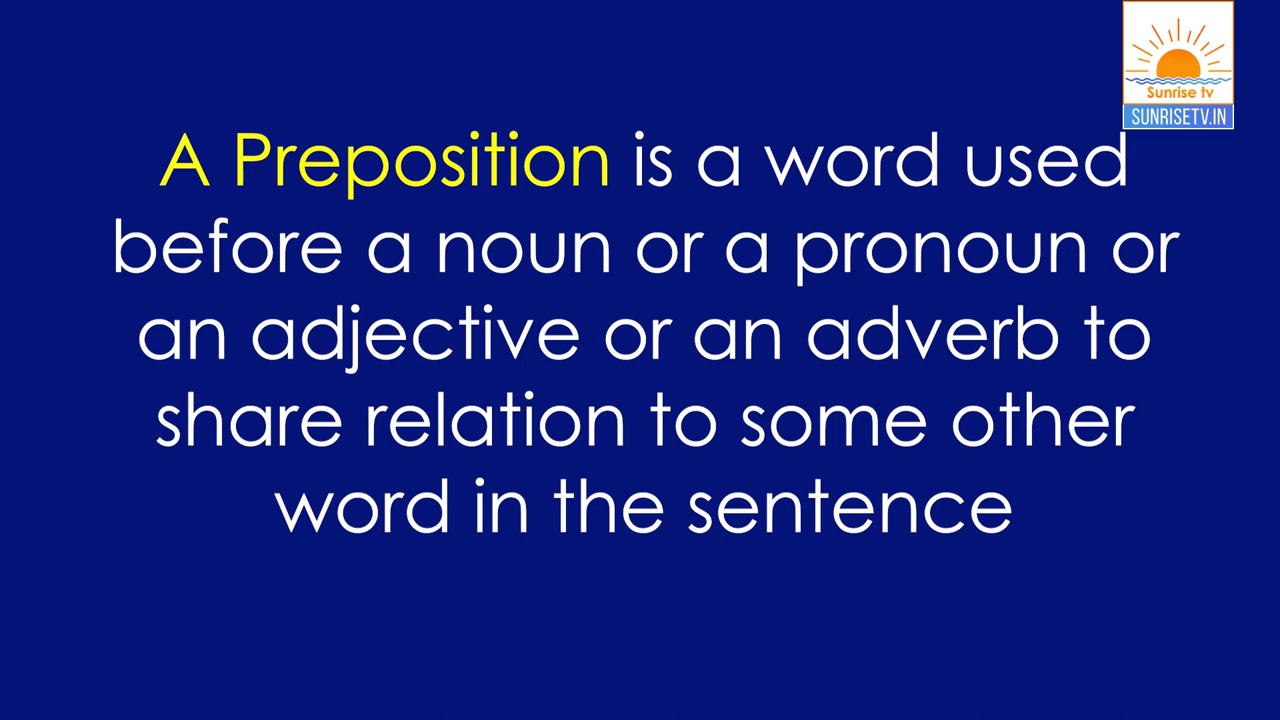 Sunrise tv
SUNRISETV.IN
A Preposition is a word used
before a noun or a pronoun or
an adjective or an adverb to
share relation to some other
word in the sentence